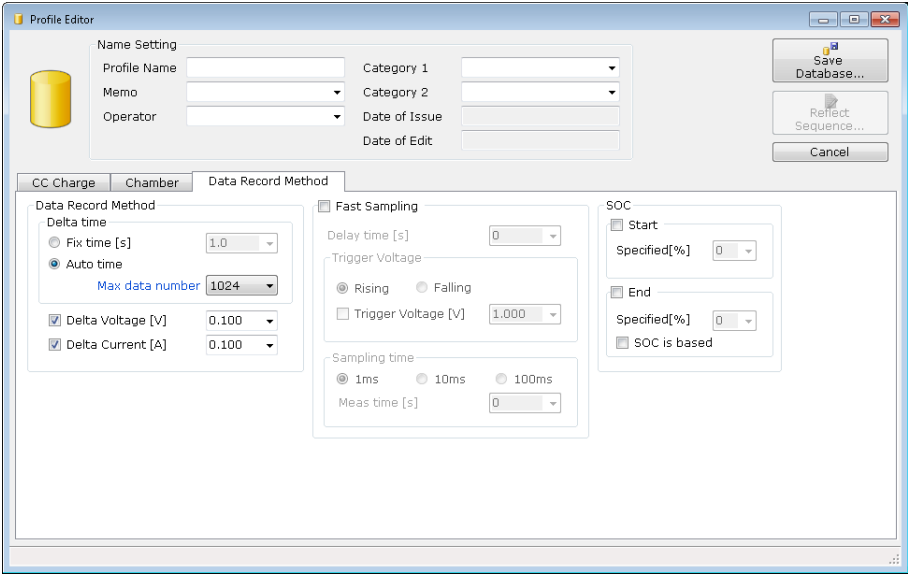 Profile Editor
Name Setting
Profile Name
Category 1
Memo
Category 2
Operator
Date of Issue
Date of Edit
Save
Database...
Reflect
Sequence...
Cancel
CC Charge
Chamber
Data Record Method
Data Record Method
Delta time
Fix time [s]
1.0
Auto time
Max data number
1024
Delta Voltage [V]
0.100
Delta Current [A]
0.100
Fast Sampling
Delay time [s]
0
Trigger Voltage
Rising
Falling
Trigger Voltage [V]
1.000
Sampling time
1ms
10ms
100ms
Meas time [s]
0
SOC
Start
Specified[%]
0
End
Specified[%]
0
SOC is based